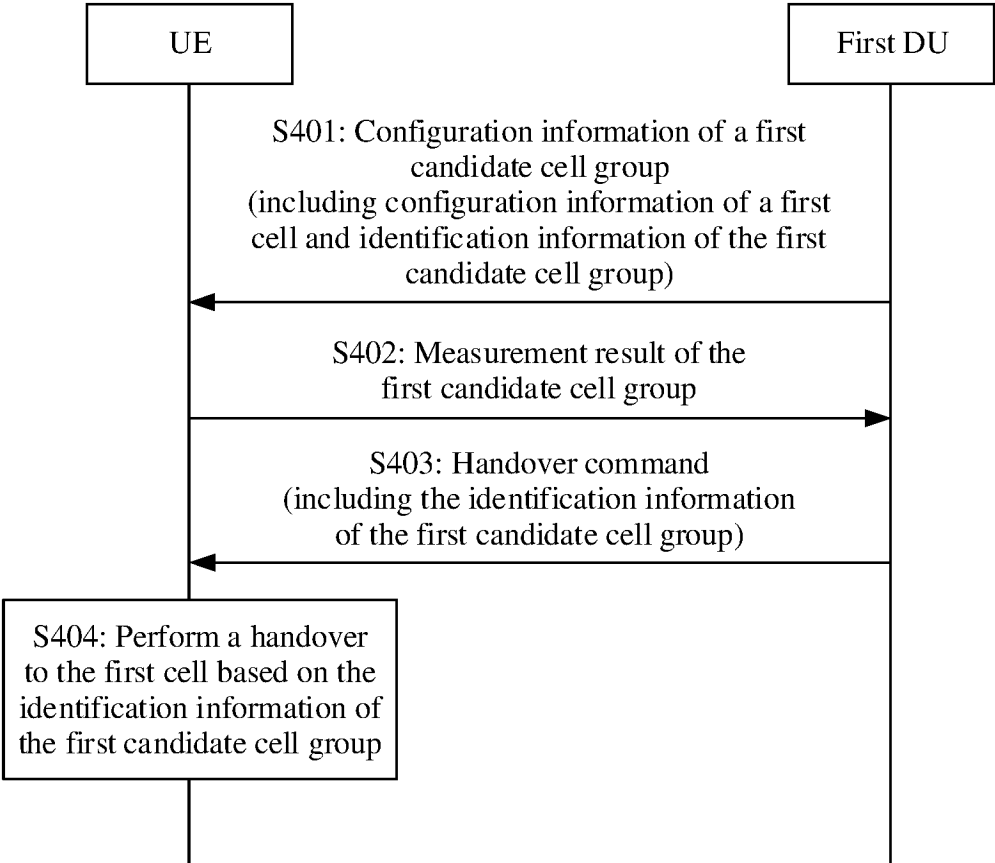 UE
First DU
S401: Configuration information of a first
candidate cell group
(including configuration information of a first
cell and identification information of the first
candidate cell group)
S402: Measurement result of the
first candidate cell group
S403: Handover command
(including the identification information
of the first candidate cell group)
S404: Perform a handover
to the first cell based on the
identification information of
the first candidate cell group